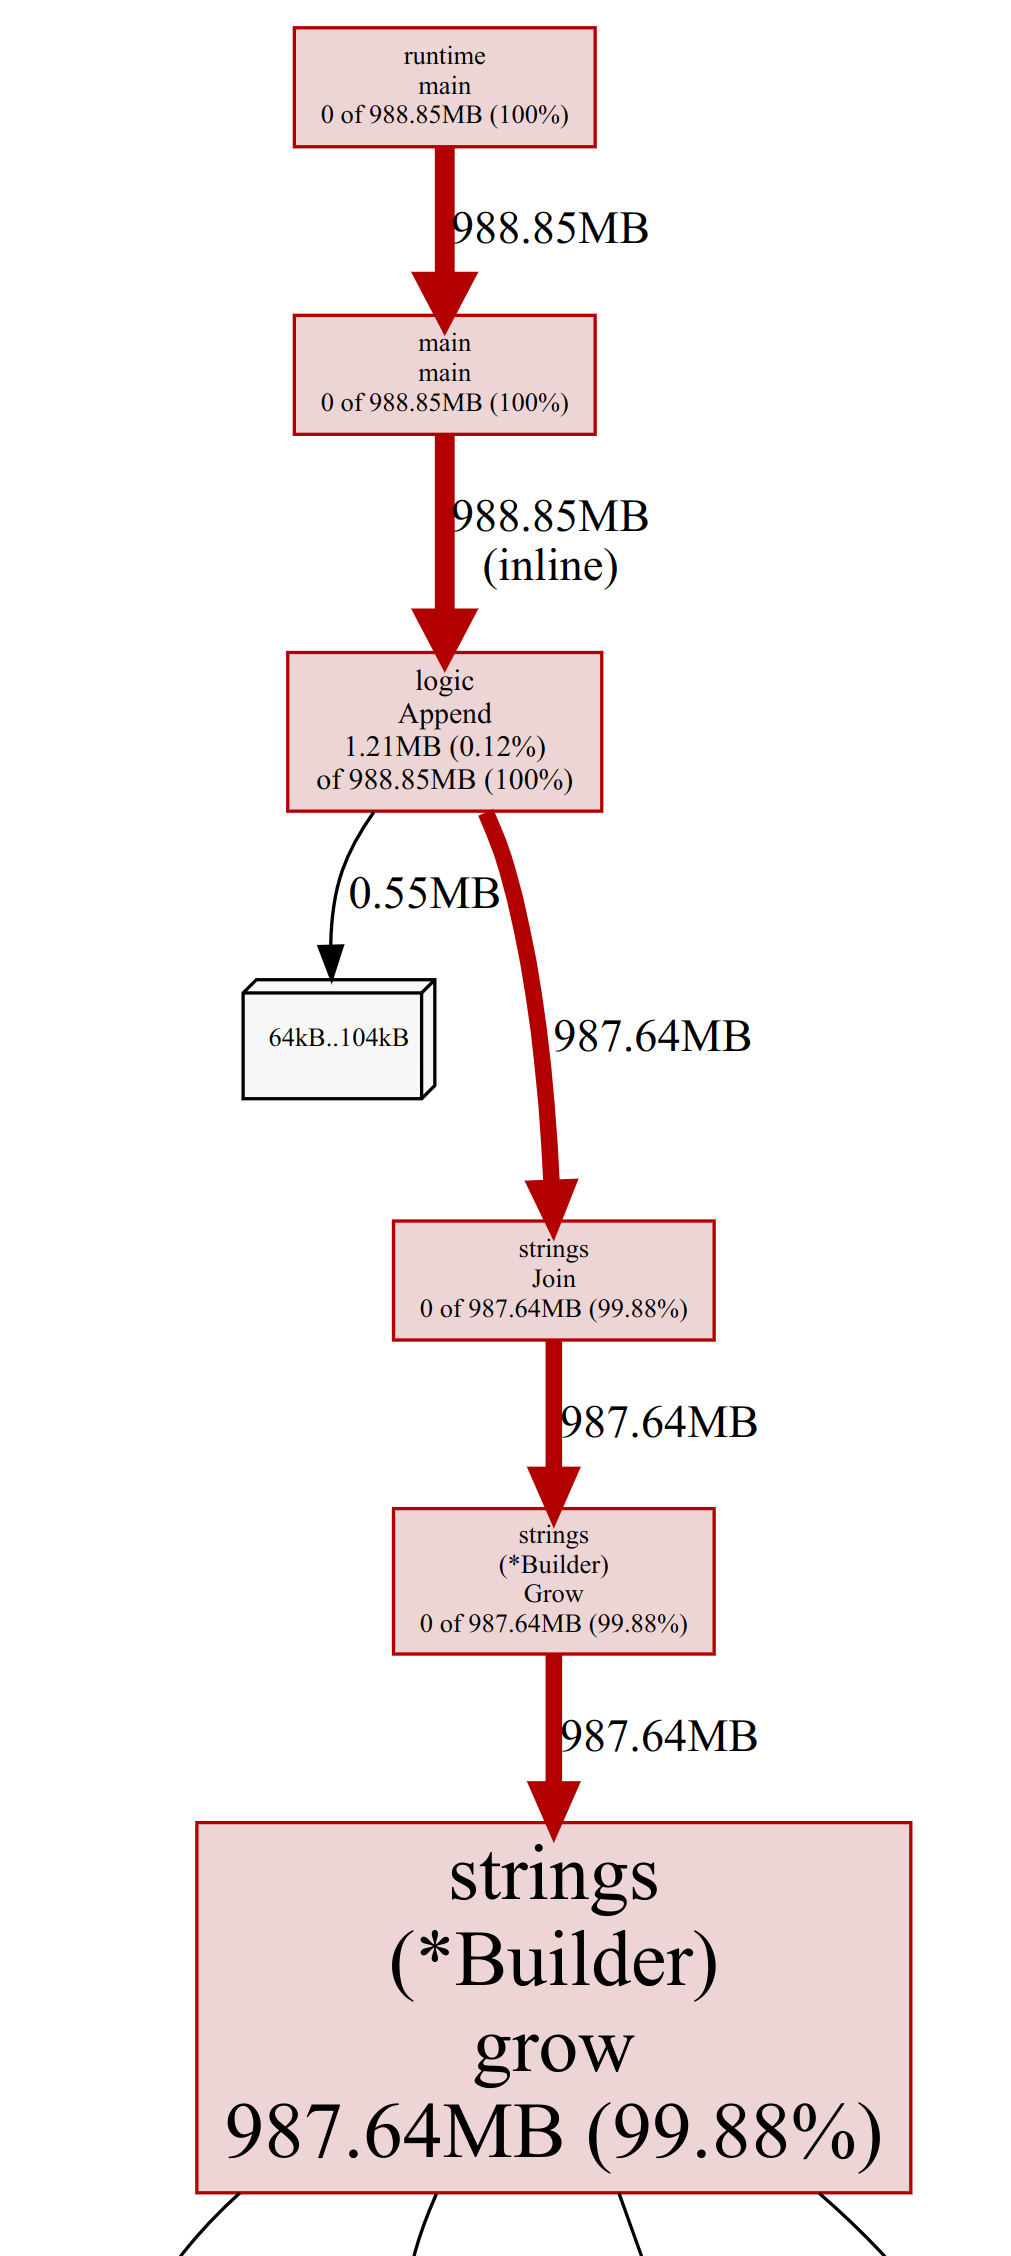 runtime
main
0 of 988.85MB (100%)
988.85MB
main
main
0 of 988.85MB (100%)
988.85MB
(inline)
logic
Append
1.21MB (0.12%)
of 988.85MB (100%)
0.55MB
64kB..104kB
987.64MB
strings
Join
0 of 987.64MB (99.88%)
987.64MB
strings
(*Builder)
Grow
0 of 987.64MB (99.88%)
987.64MB
strings
(*Builder)
grow
987.64MB (99.88%)